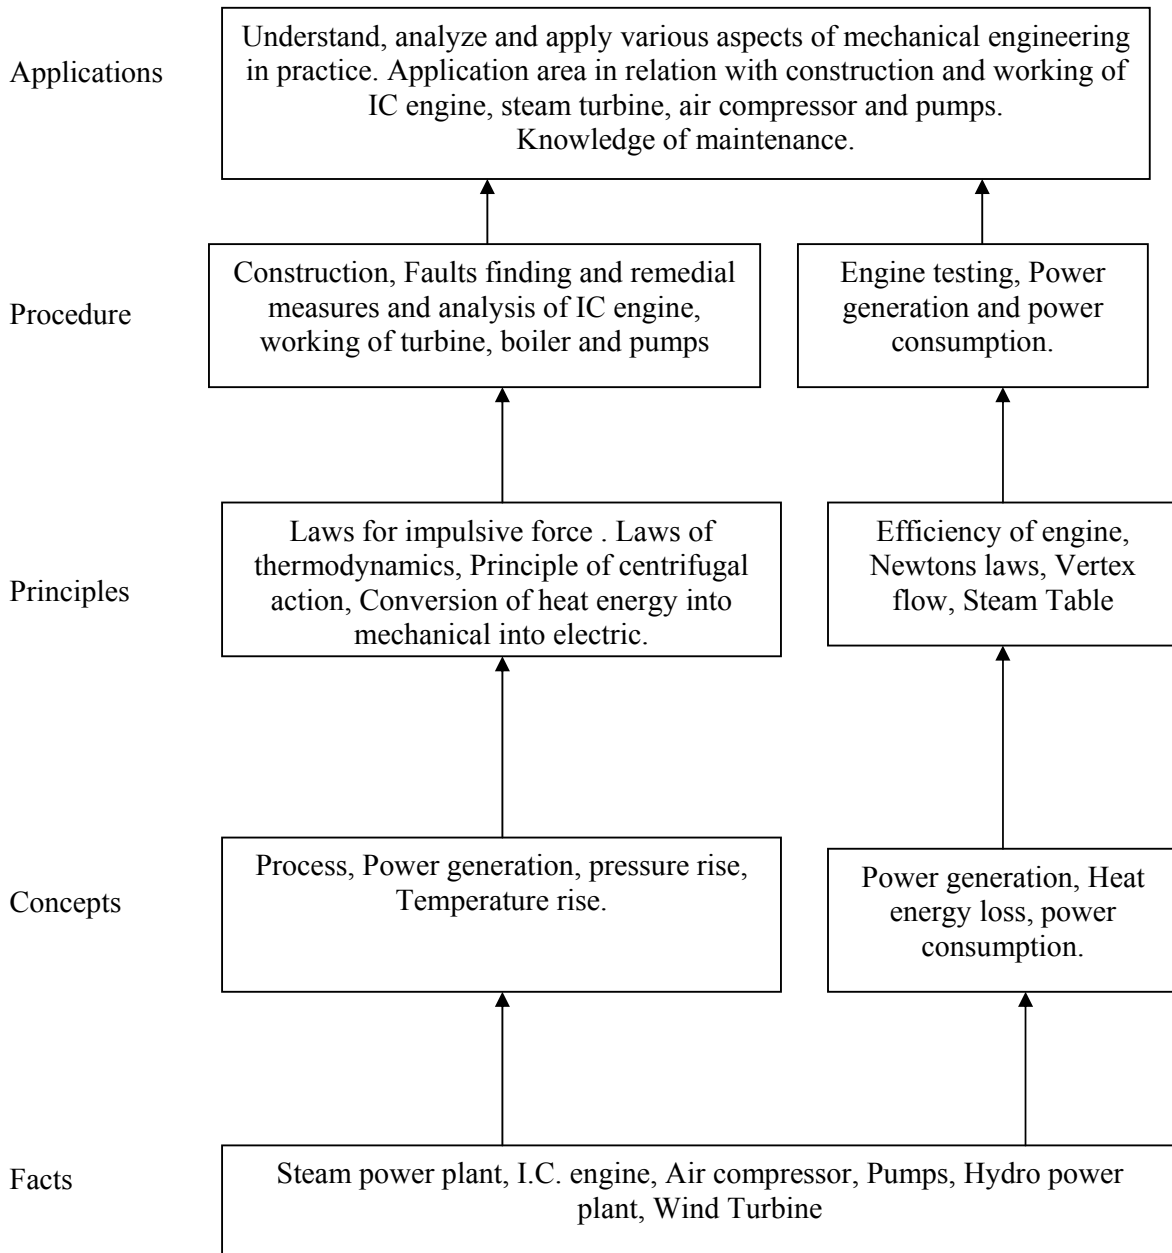 Applications
Understand, analyze and apply various aspects of mechanical engineering
in practice. Application area in relation with construction and working of
IC engine, steam turbine, air compressor and pumps.
Knowledge of maintenance.
Procedure
Construction, Faults finding and remedial
measures and analysis of IC engine,
working of turbine, boiler and pumps
Engine testing, Power
generation and power
consumption.
Principles
Laws for impulsive force . Laws of
thermodynamics, Principle of centrifugal
action, Conversion of heat energy into
mechanical into electric.
Efficiency of engine,
Newtons laws, Vertex
flow, Steam Table
Concepts
Process, Power generation, pressure rise,
Temperature rise.
Power generation, Heat
energy loss, power
consumption.
Facts
Steam power plant, I.C. engine, Air compressor, Pumps, Hydro power
plant, Wind Turbine